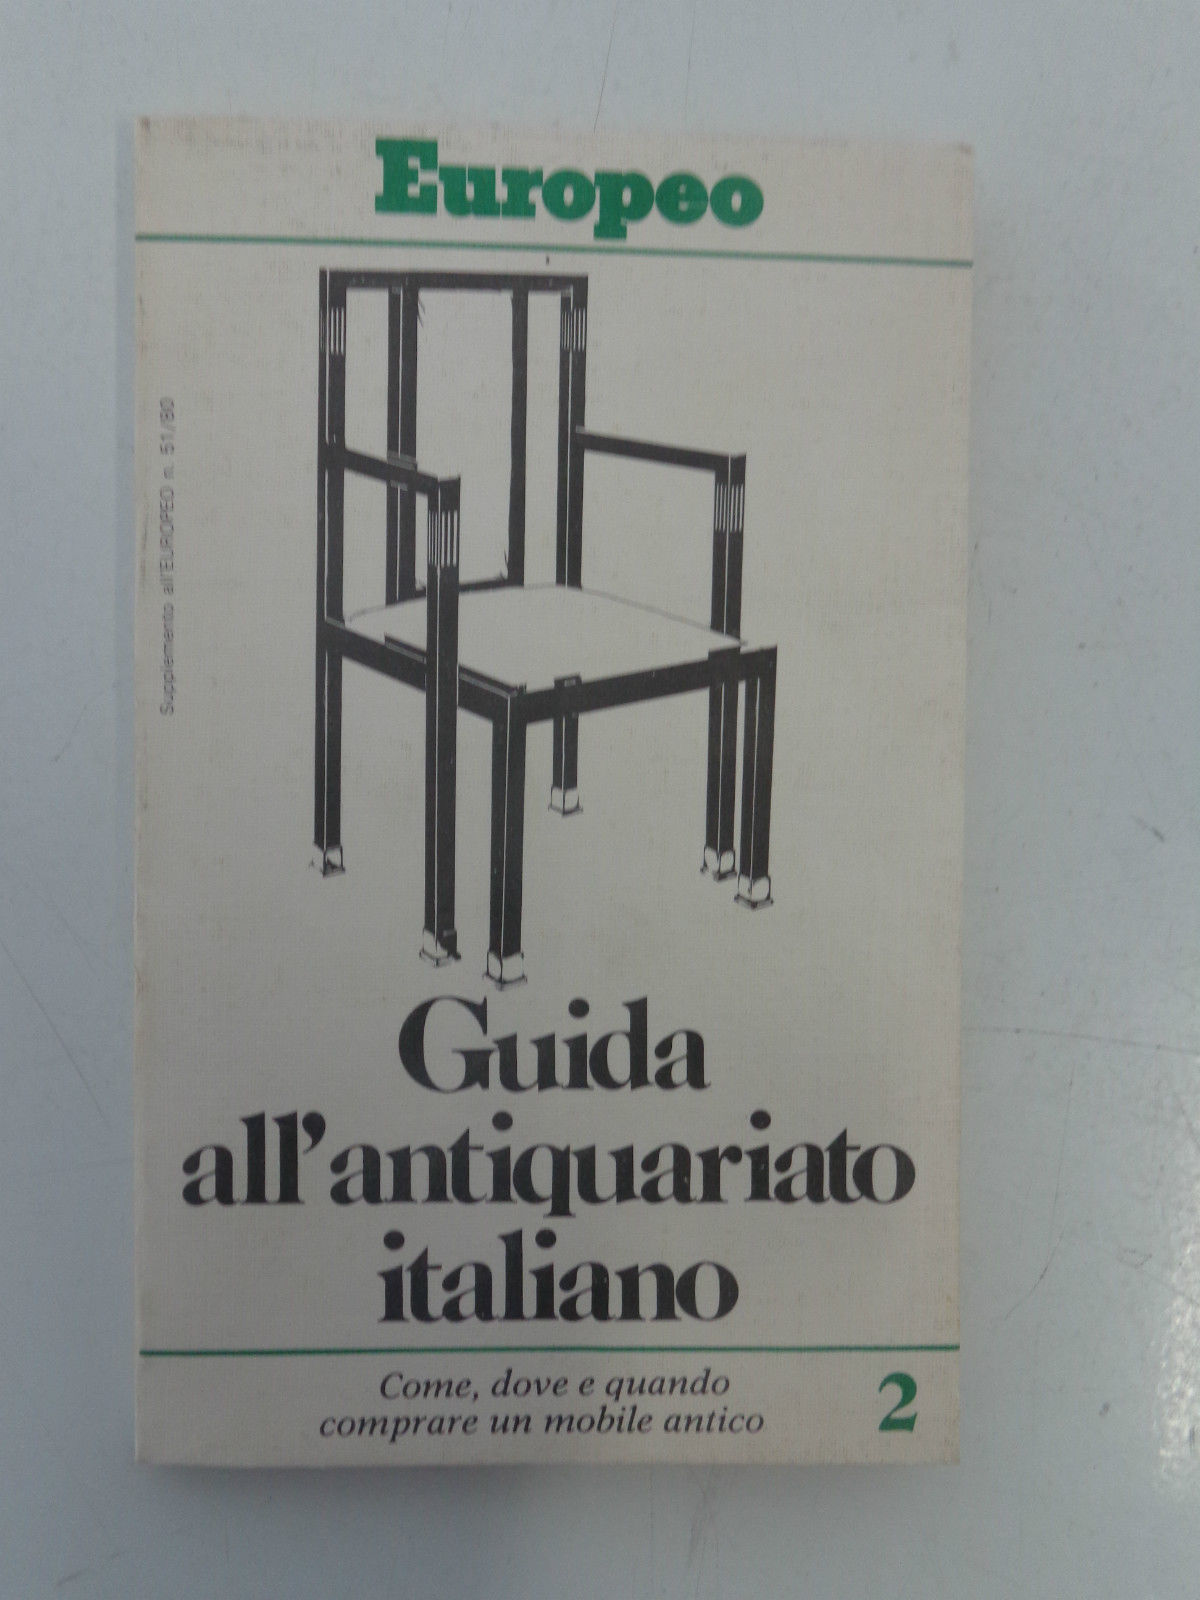 Europeo
Supplemento all'EUROPEO n. 51/80
Guida
all'antiquariato
italiano
Come, dove e quando
comprare un mobile antico
2